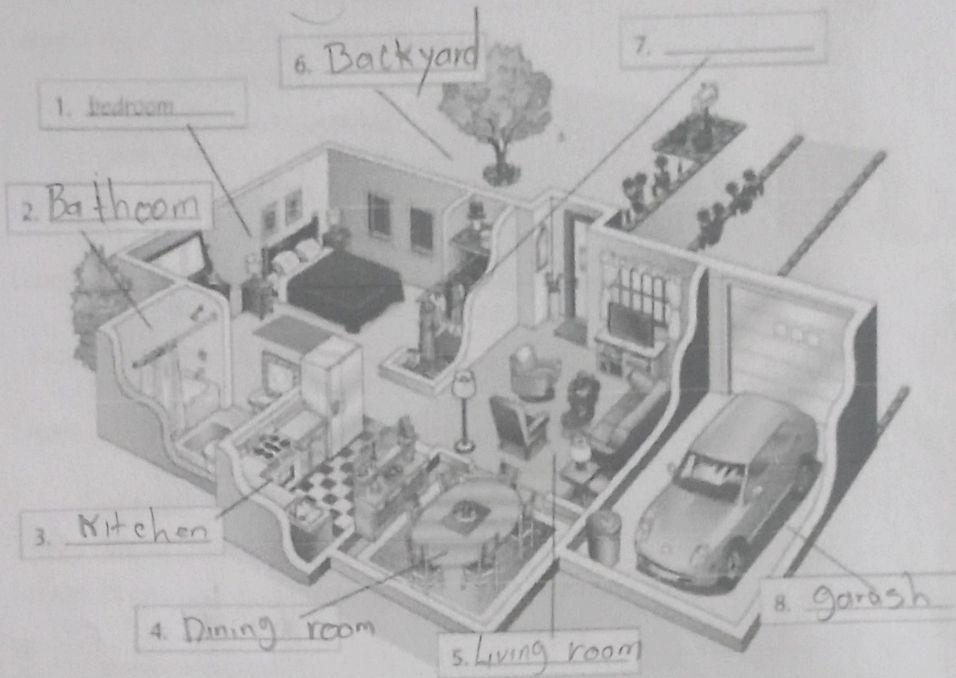 6. Backyard
7.
1. bedroom
2. Bathoom
3. Kitchen
4. Dining room
5. Living room
8. garash